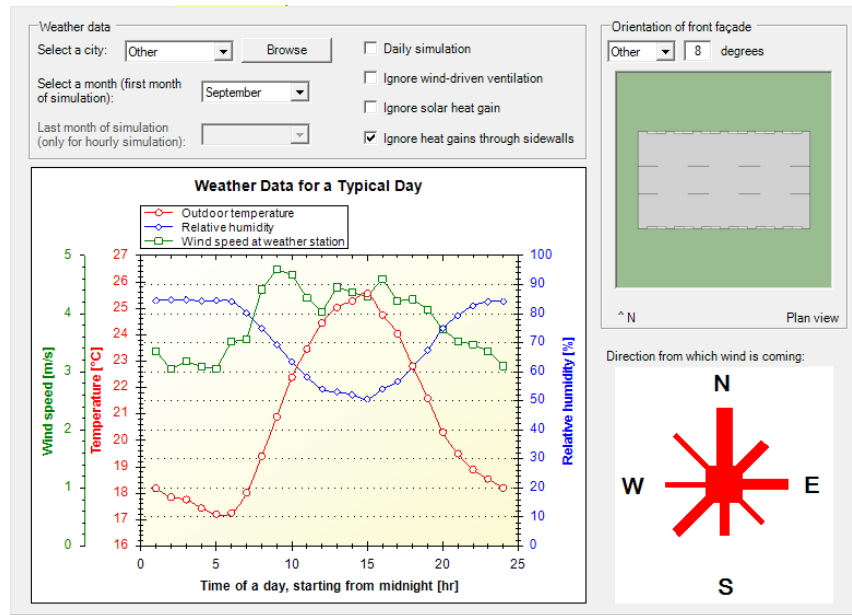 Weather data
Select a city:
Other
Browse
Select a month (first month
of simulation):
September
Last month of simulation
(only for hourly simulation):
Daily simulation
Ignore wind-driven ventilation
Ignore solar heat gain
Ignore heat gains through sidewalls
Orientation of front façade
Other
8
degrees
^ N
Plan view
Weather Data for a Typical Day
Outdoor temperature
Relative humidity
Wind speed at weather station
Wind speed [m/s]
5
4
3
2
1
0
Temperature [°C]
27
26
25
24
23
22
21
20
19
18
17
16
100
90
80
70
60
50
40
30
20
10
0
Relative humidity [%]
0
5
10
15
20
25
Time of a day, starting from midnight [hr]
Direction from which wind is coming:
N
W
E
S